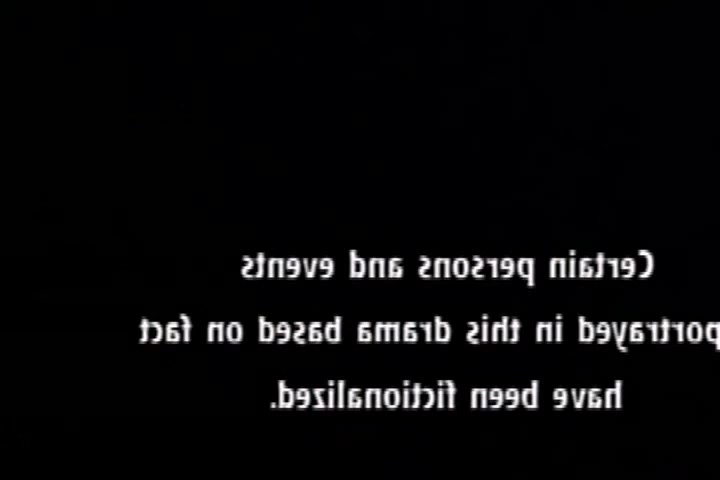 Certain persons and events
portrayed in this drama based on fact
have been fictionalized.